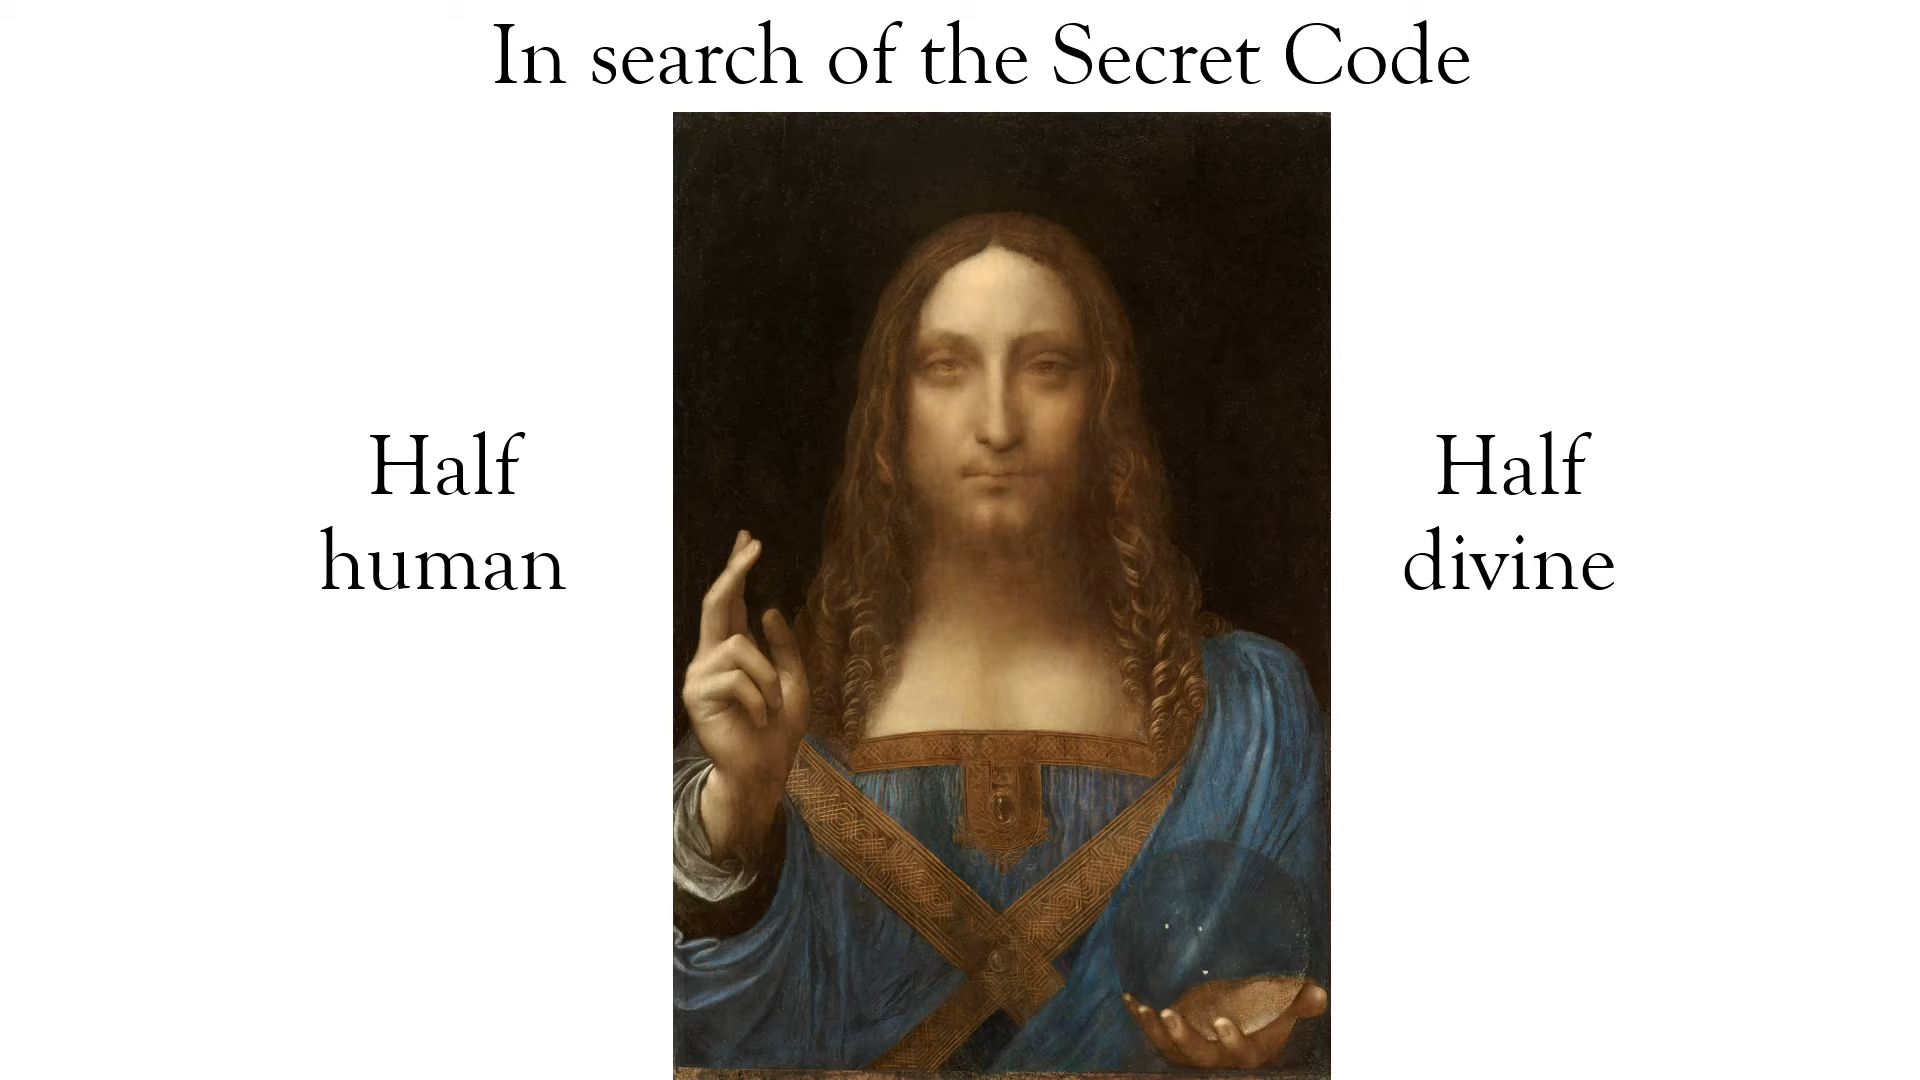 In search of the Secret Code
Half
human
Half
divine